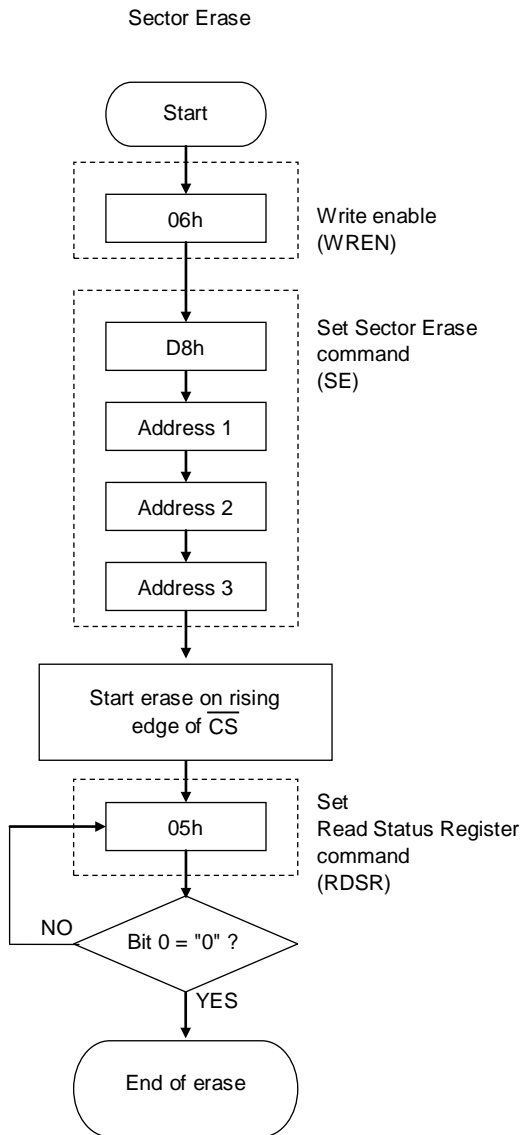 Sector Erase
Start
06h
Write enable
(WREN)
D8h
Set Sector Erase
command
(SE)
Address 1
Address 2
Address 3
Start erase on rising
edge of C̅S̅
05h
Set
Read Status Register
command
(RDSR)
NO
Bit 0 = "0" ?
YES
End of erase